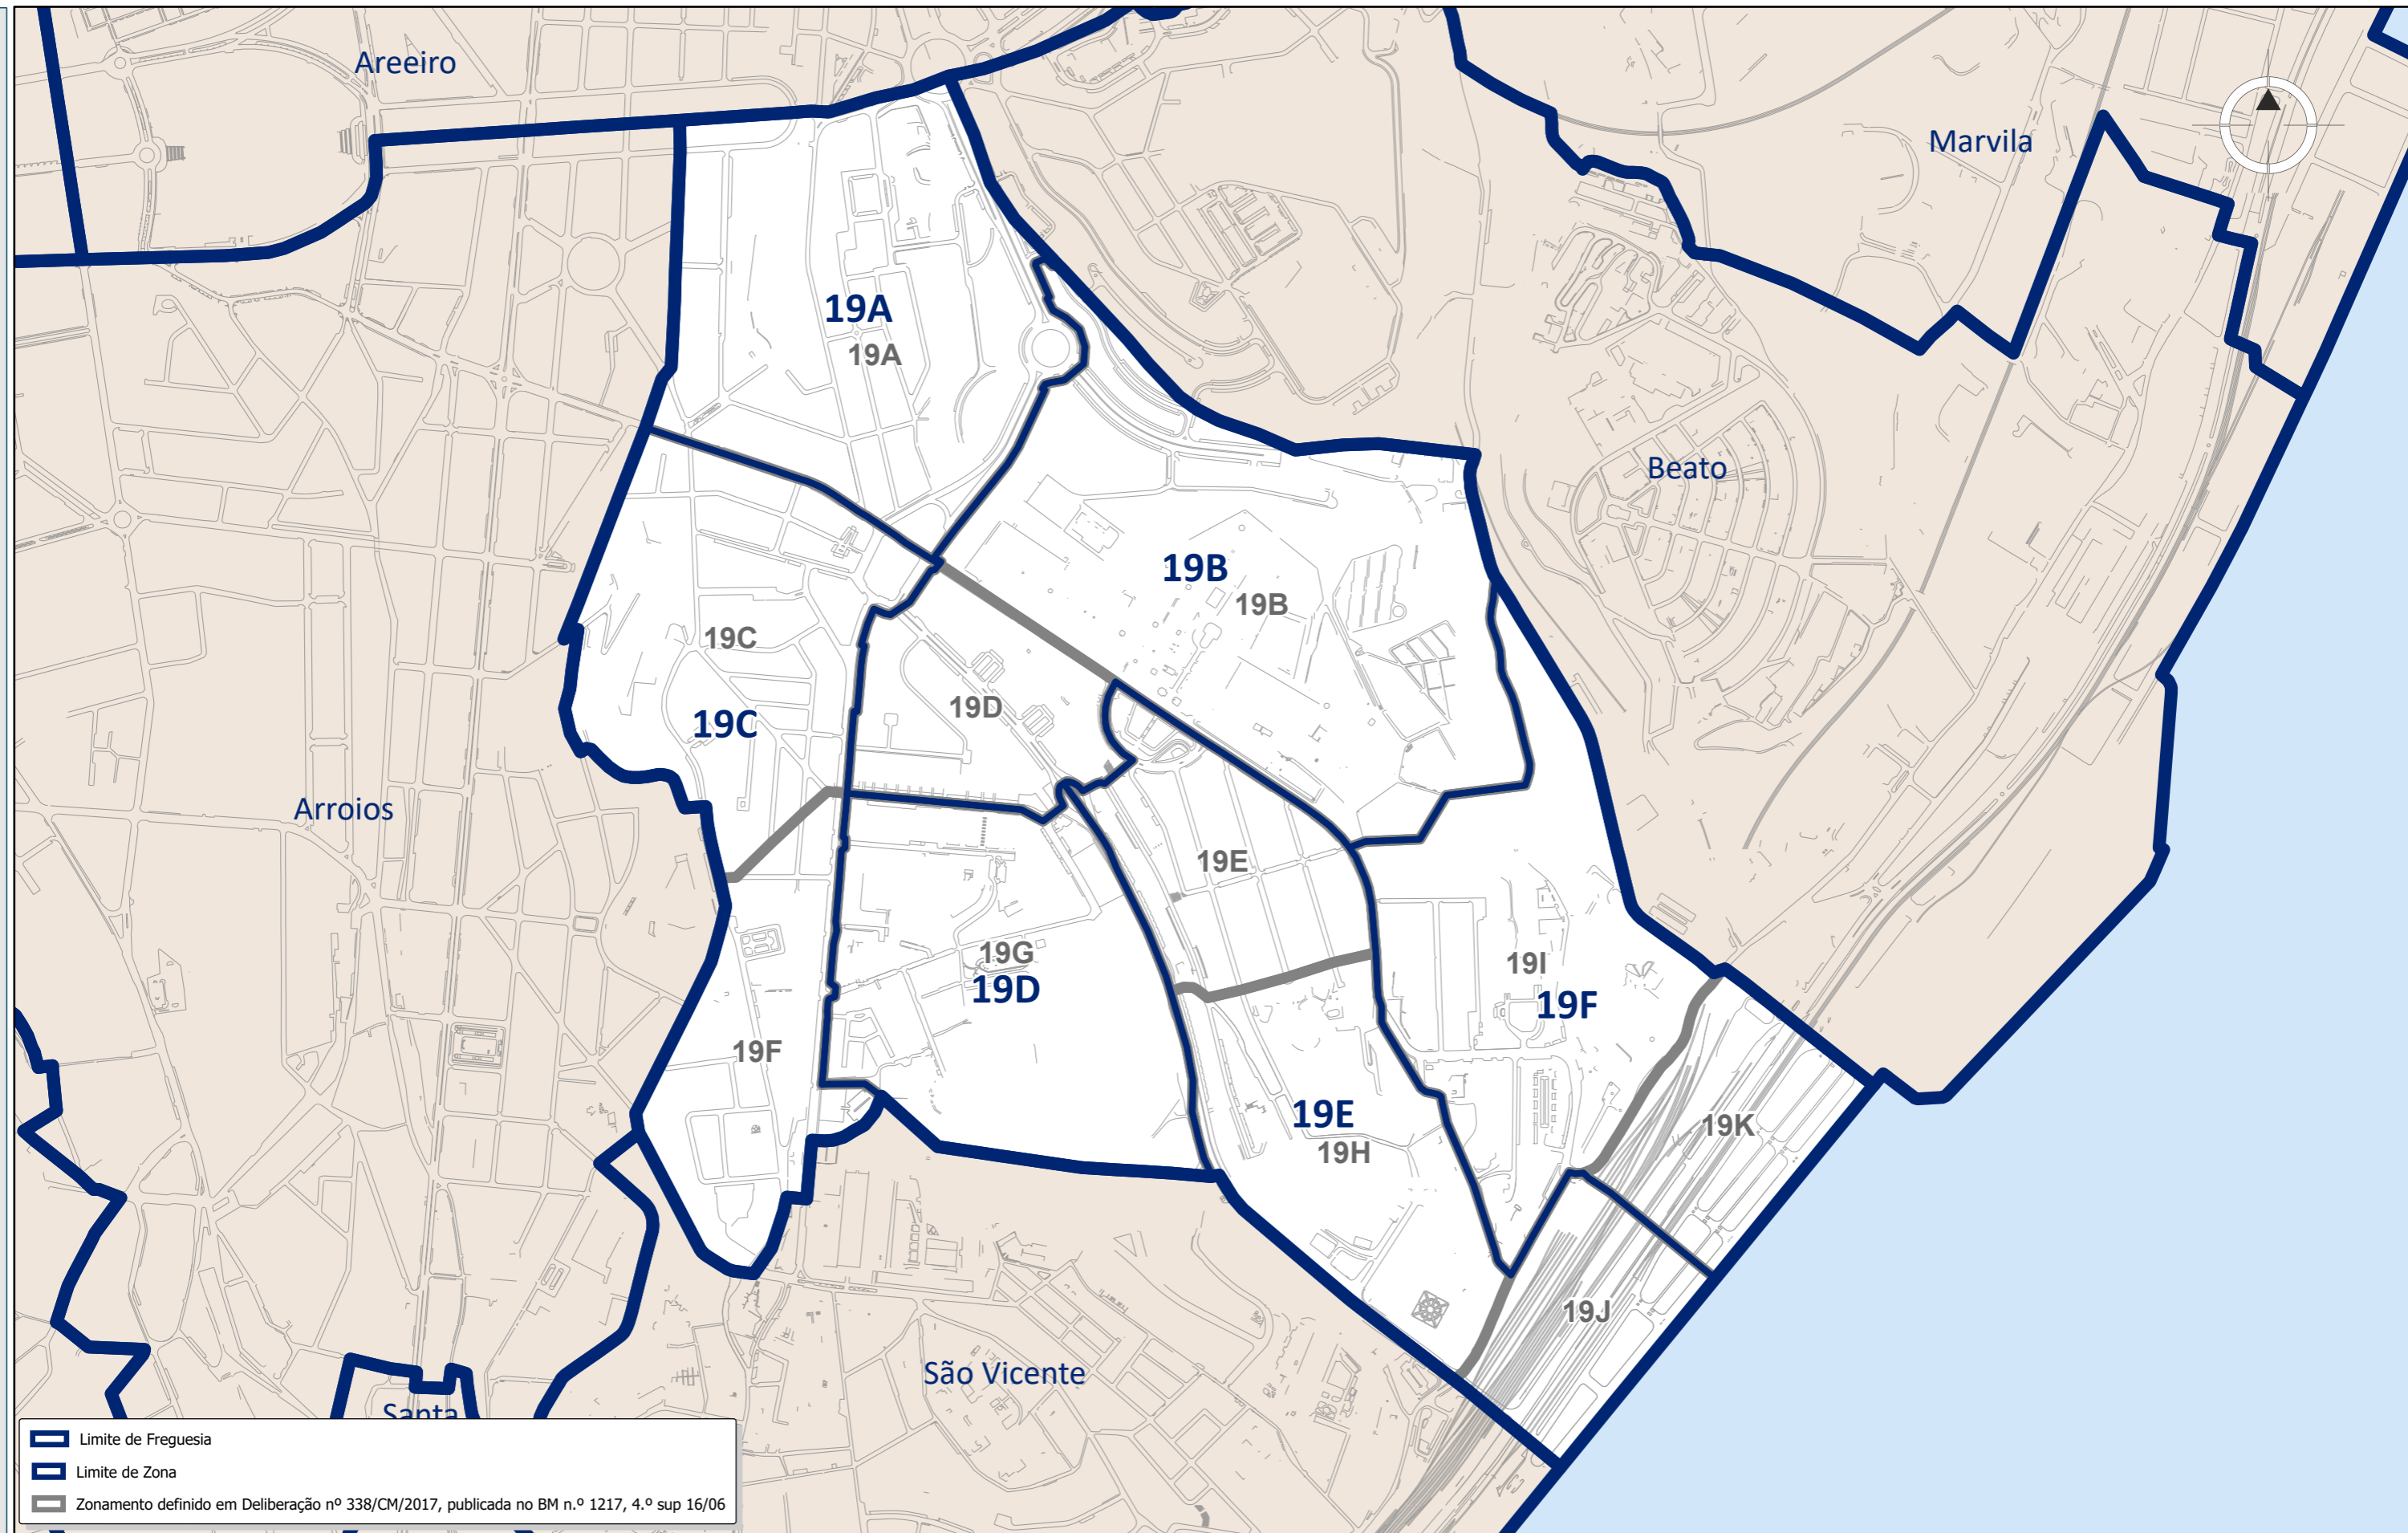 Areeiro
Marvila
19A
19A
Beato
19B
19B
19C
19D
19C
Arroios
19E
19G
19D
19I
19F
19F
19E
19H
19K
19J
São Vicente
Santa
Limite de Freguesia
Limite de Zona
Zonamento definido em Deliberação nº 338/CM/2017, publicada no BM n.º 1217, 4.º sup 16/06